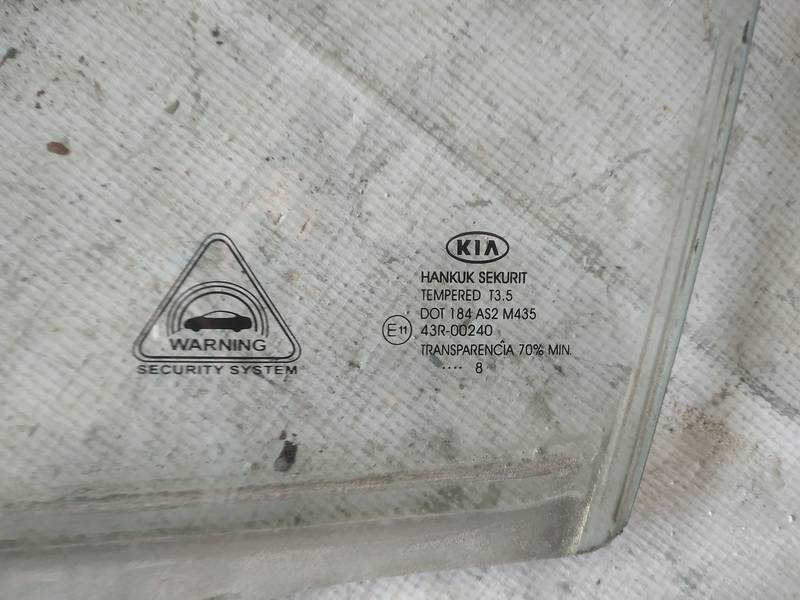 WARNING
SECURITY SYSTEM
KIA
HANKUK SEKURIT
TEMPERED T3.5
DOT 184 AS2 M435
E11 43R-00240
TRANSPARENCÎA 70% MIN.
.... 8